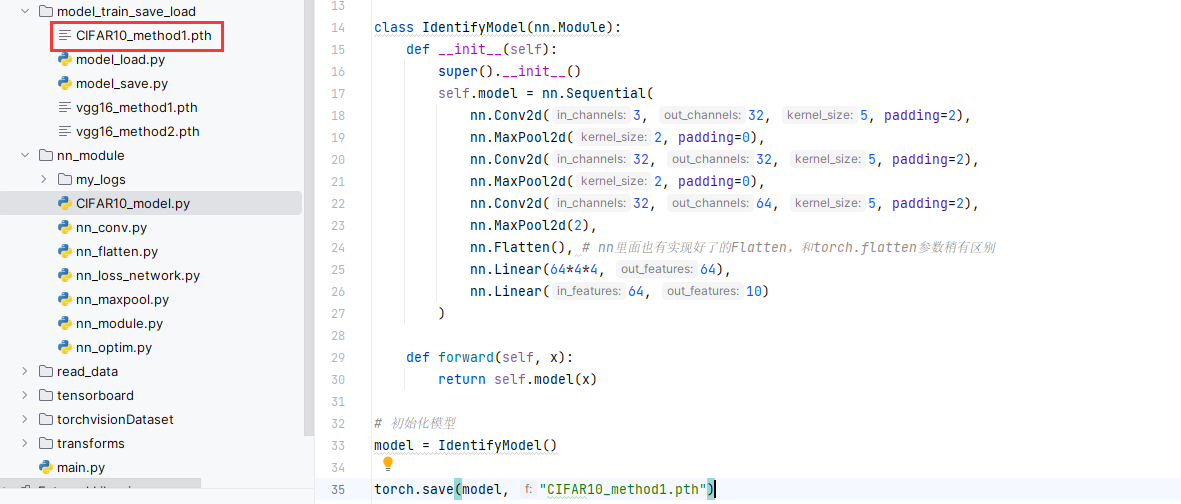 model_train_save_load
CIFAR10_method1.pth
model_load.py
model_save.py
vgg16_method1.pth
vgg16_method2.pth
nn_module
my_logs
CIFAR10_model.py
nn_conv.py
nn_flatten.py
nn_loss_network.py
nn_maxpool.py
nn_module.py
nn_optim.py
read_data
tensorboard
torchvisionDataset
transforms
main.py
13
14 class IdentifyModel(nn.Module):
15 def __init__(self):
16 super().__init__()
17 self.model = nn.Sequential(
18 nn.Conv2d( in_channels: 3, out_channels: 32, kernel_size: 5, padding=2),
19 nn.MaxPool2d( kernel_size: 2, padding=0),
20 nn.Conv2d( in_channels: 32, out_channels: 32, kernel_size: 5, padding=2),
21 nn.MaxPool2d( kernel_size: 2, padding=0),
22 nn.Conv2d( in_channels: 32, out_channels: 64, kernel_size: 5, padding=2),
23 nn.MaxPool2d(2),
24 nn.Flatten(), # nn里面也有实现好了的Flatten，和torch.flatten参数稍有区别
25 nn.Linear(64*4*4, out_features: 64),
26 nn.Linear( in_features: 64, out_features: 10)
27 )
28
29 def forward(self, x):
30 return self.model(x)
31
32 # 初始化模型
33 model = IdentifyModel()
34
35 torch.save(model, f: "CIFAR10_method1.pth")